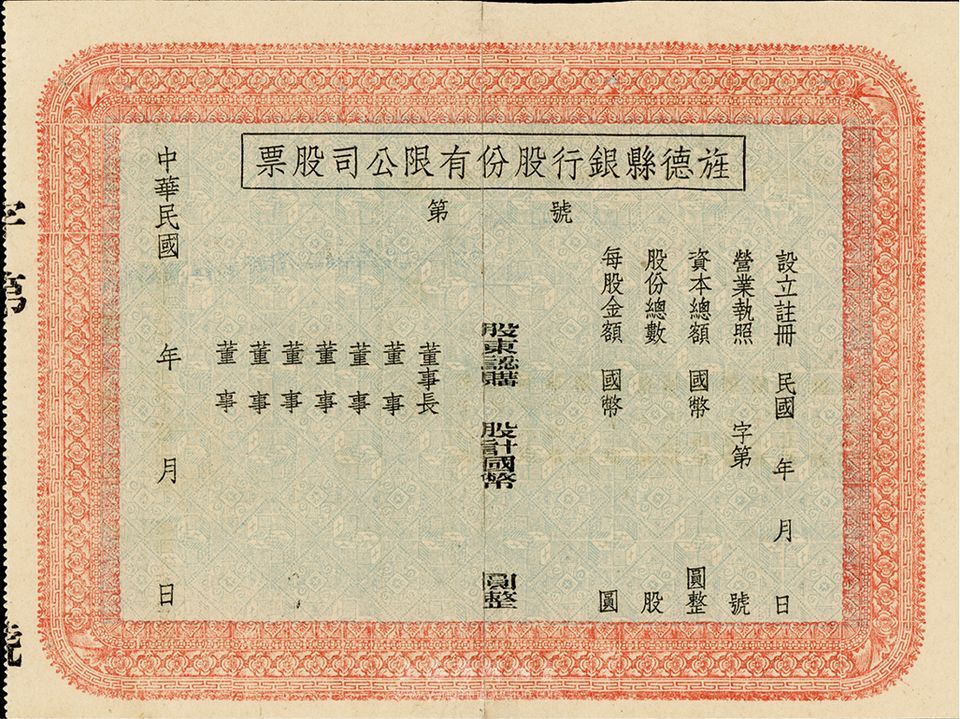 旌德縣銀行股份有限公司股票
第　號
設立註冊　民國　年　月　日
營業執照　字第　號
資本總額　國幣　圓整
股份總數　股
每股金額　國幣　圓
股東認購　股計國幣　圓整
董事長
董事
董事
董事
董事
董事
董事
中華民國　年　月　日
字第　號